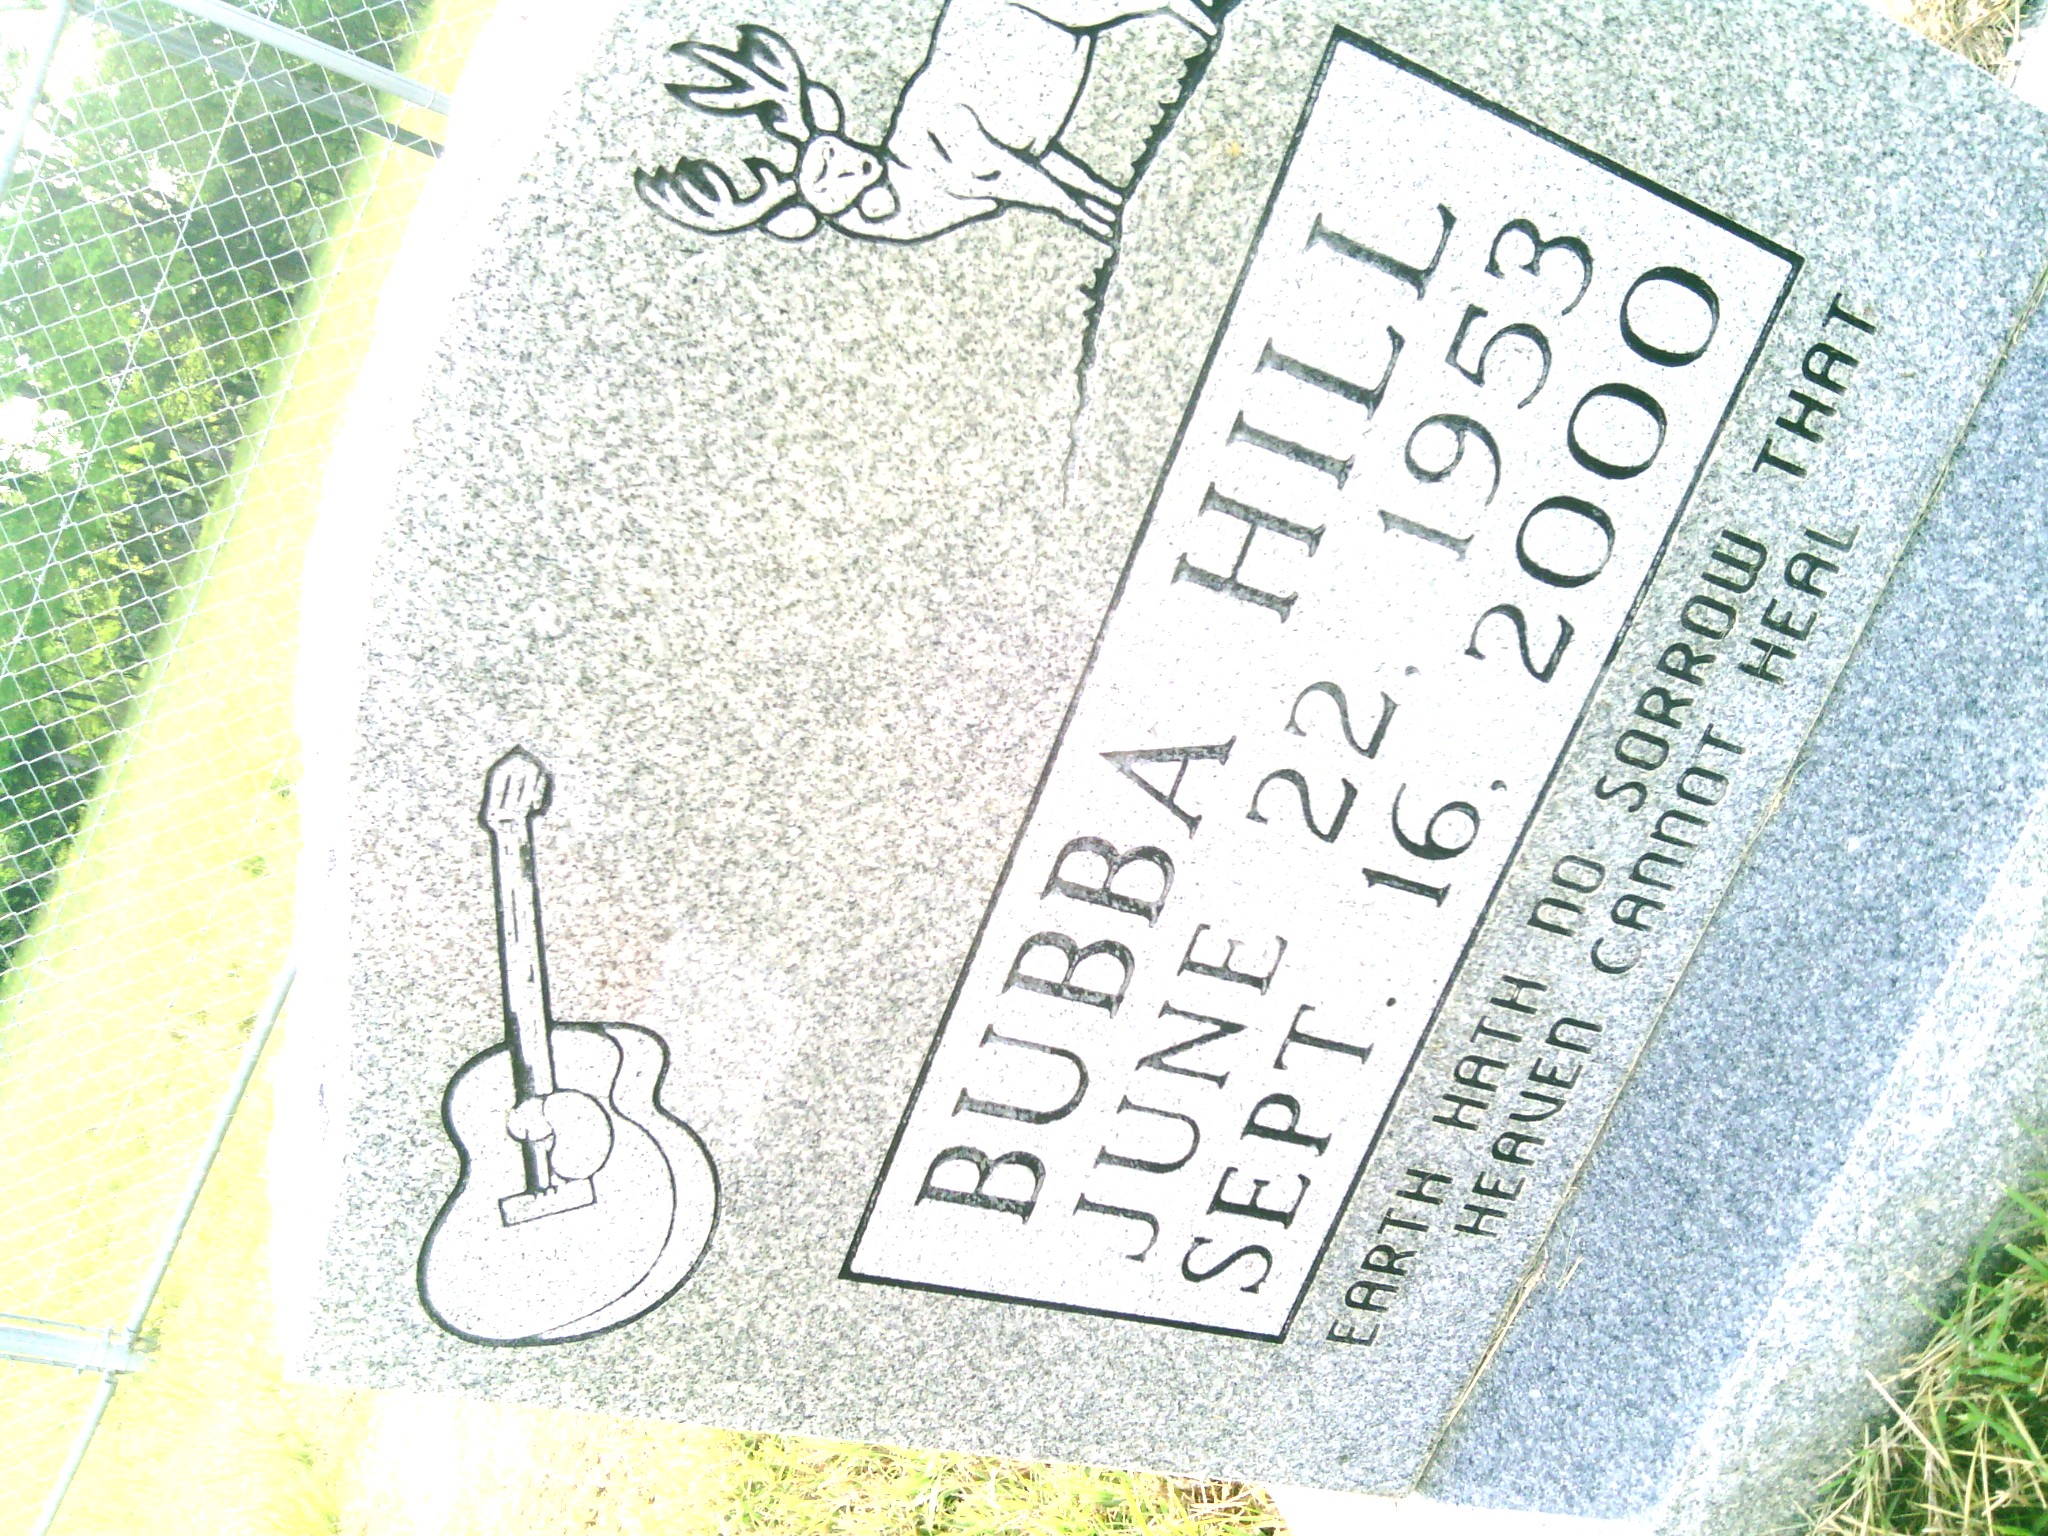 BUBBA HILL
JUNE 22, 1953
SEPT. 16, 2000
EARTH HATH NO SORROW THAT
HEAVEN CANNOT HEAL